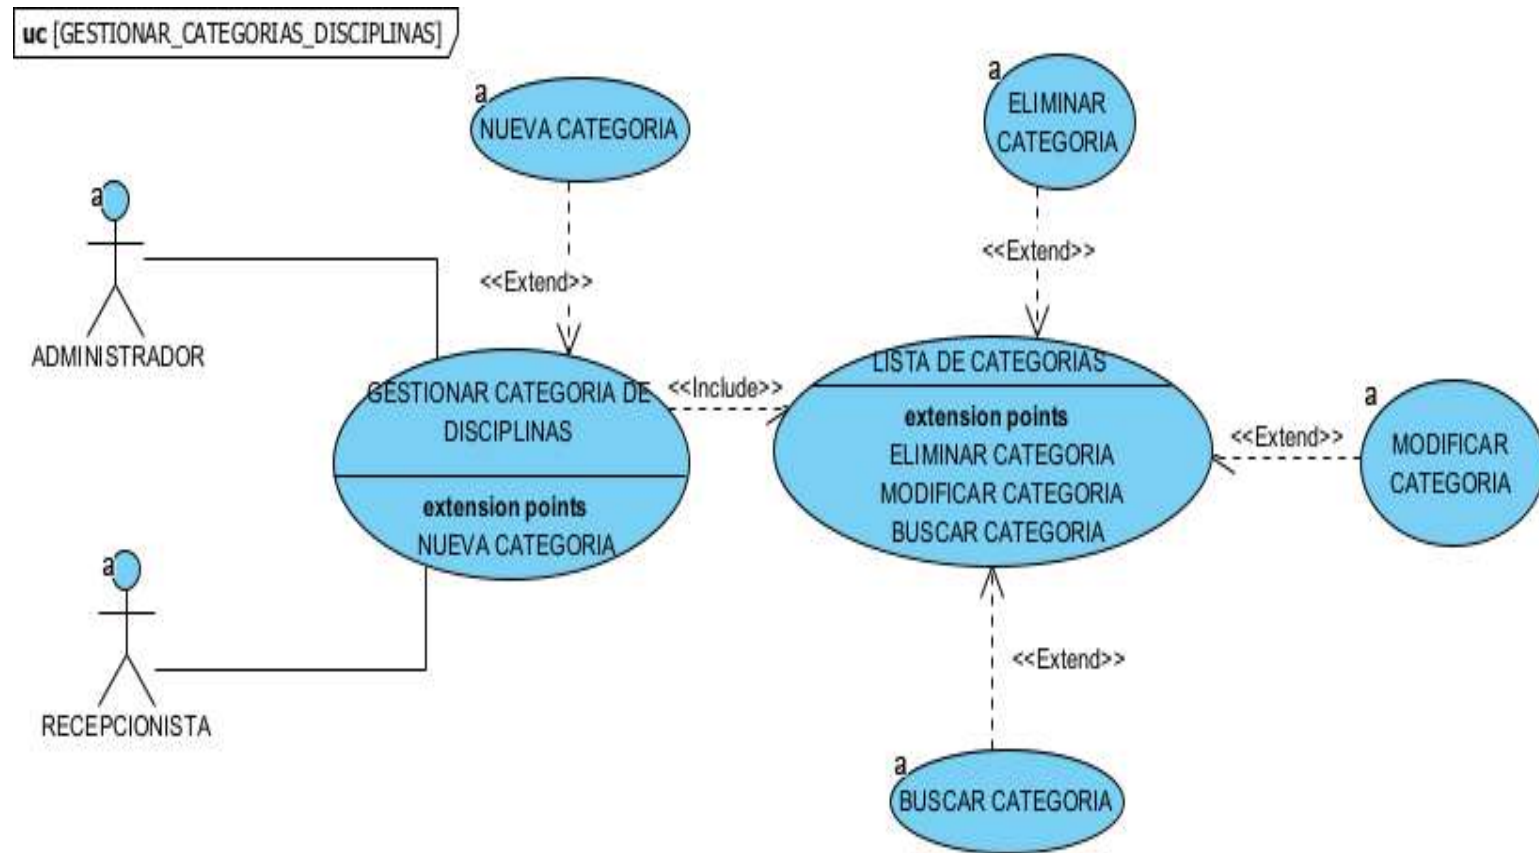 uc [GESTIONAR_CATEGORIAS_DISCIPLINAS]
a
NUEVA CATEGORIA
a
ELIMINAR
CATEGORIA
a
ADMINISTRADOR
<<Extend>>
<<Extend>>
GESTIONAR CATEGORIA DE
DISCIPLINAS
extension points
NUEVA CATEGORIA
<<Include>>
LISTA DE CATEGORIAS
extension points
ELIMINAR CATEGORIA
MODIFICAR CATEGORIA
BUSCAR CATEGORIA
<<Extend>>
a
MODIFICAR
CATEGORIA
a
RECEPCIONISTA
<<Extend>>
a
BUSCAR CATEGORIA